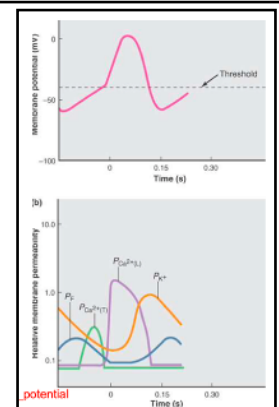 Membrane potential (mV)
0
Threshold
−50
−100
0
0.15
0.30
Time (s)
(b)
Relative membrane permeability
10.0
P_Ca²⁺(L)
P_K⁺
1.0
P_F
P_Ca²⁺(T)
0.1
_potential
0
0.15
0.30
Time (s)